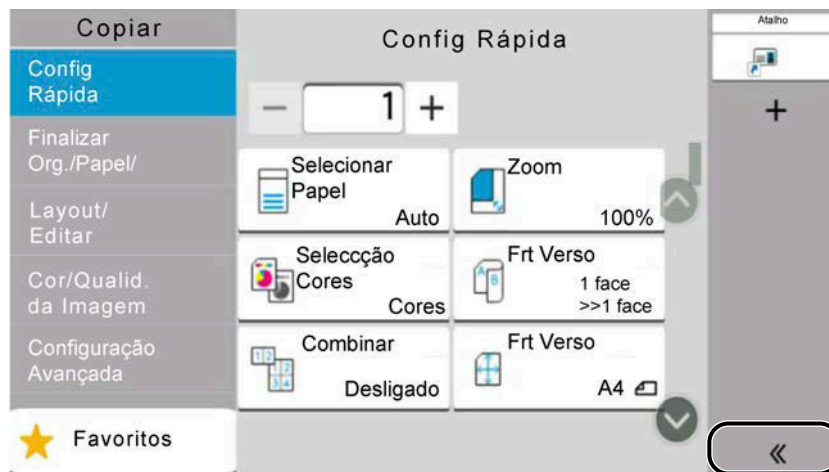 Copiar
Config
Rápida
Finalizar
Org./Papel/
Layout/
Editar
Cor/Qualid.
da Imagem
Configuração
Avançada
Favoritos
Config Rápida
1
Selecionar
Papel
Auto
Zoom
100%
Seleccção
Cores
Cores
Frt Verso
1 face
>>1 face
Combinar
Desligado
Frt Verso
A4
Atalho